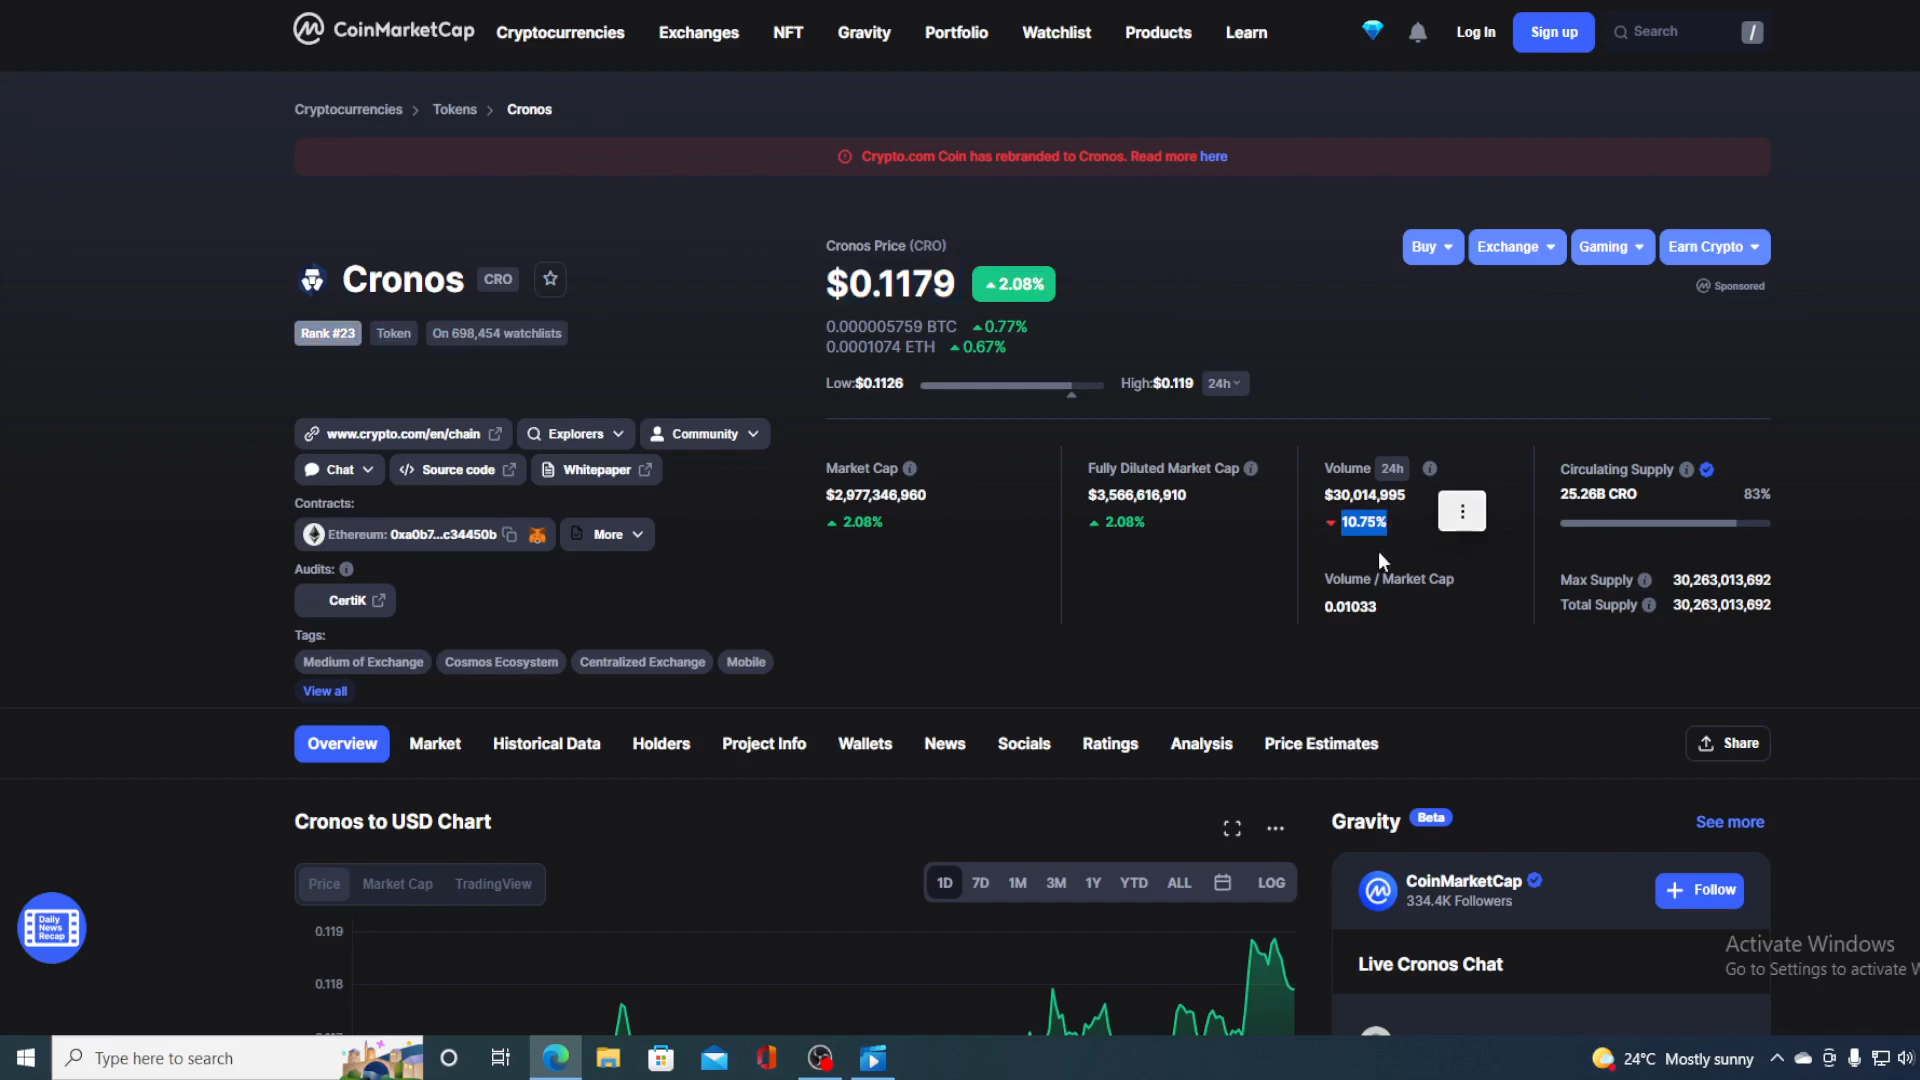 CoinMarketCap Cryptocurrencies Exchanges NFT Gravity Portfolio Watchlist Products Learn Log In Sign up Search /
Cryptocurrencies > Tokens > Cronos
Crypto.com Coin has rebranded to Cronos. Read more here
Cronos Price (CRO)
Buy Exchange Gaming Earn Crypto
Cronos CRO
$0.1179 2.08%
Sponsored
Rank #23 Token On 698,454 watchlists
0.000005759 BTC 0.77%
0.0001074 ETH 0.67%
Low:$0.1126 High:$0.119 24h
www.crypto.com/en/chain Explorers Community
Chat Source code Whitepaper
Contracts:
Ethereum: 0xa0b7...c34450b More
Audits:
CertiK
Tags:
Medium of Exchange Cosmos Ecosystem Centralized Exchange Mobile
View all
Market Cap
$2,977,346,960
2.08%
Fully Diluted Market Cap
$3,566,616,910
2.08%
Volume 24h
$30,014,995
10.75%
Volume / Market Cap
0.01033
Circulating Supply
25.26B CRO 83%
Max Supply 30,263,013,692
Total Supply 30,263,013,692
Overview Market Historical Data Holders Project Info Wallets News Socials Ratings Analysis Price Estimates Share
Cronos to USD Chart
Price Market Cap TradingView
1D 7D 1M 3M 1Y YTD ALL LOG
0.119
0.118
Gravity Beta See more
CoinMarketCap
334.4K Followers
Follow
Live Cronos Chat
Daily
News
Recap
Activate Windows
Go to Settings to activate W
Type here to search
24°C Mostly sunny